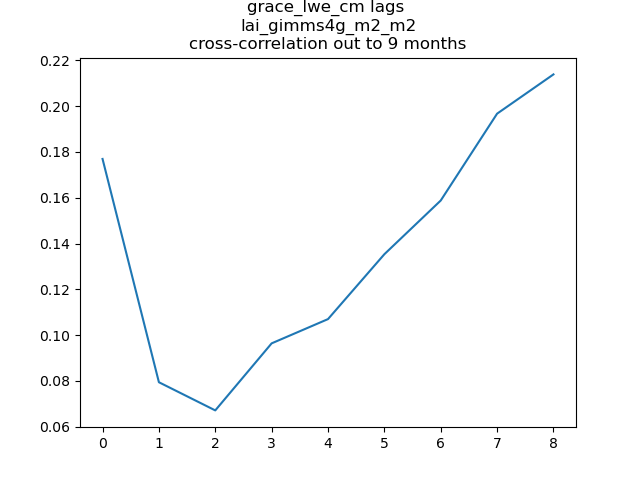 grace_lwe_cm lags
lai_gimms4g_m2_m2
cross-correlation out to 9 months
0.22
0.20
0.18
0.16
0.14
0.12
0.10
0.08
0.06
0 1 2 3 4 5 6 7 8